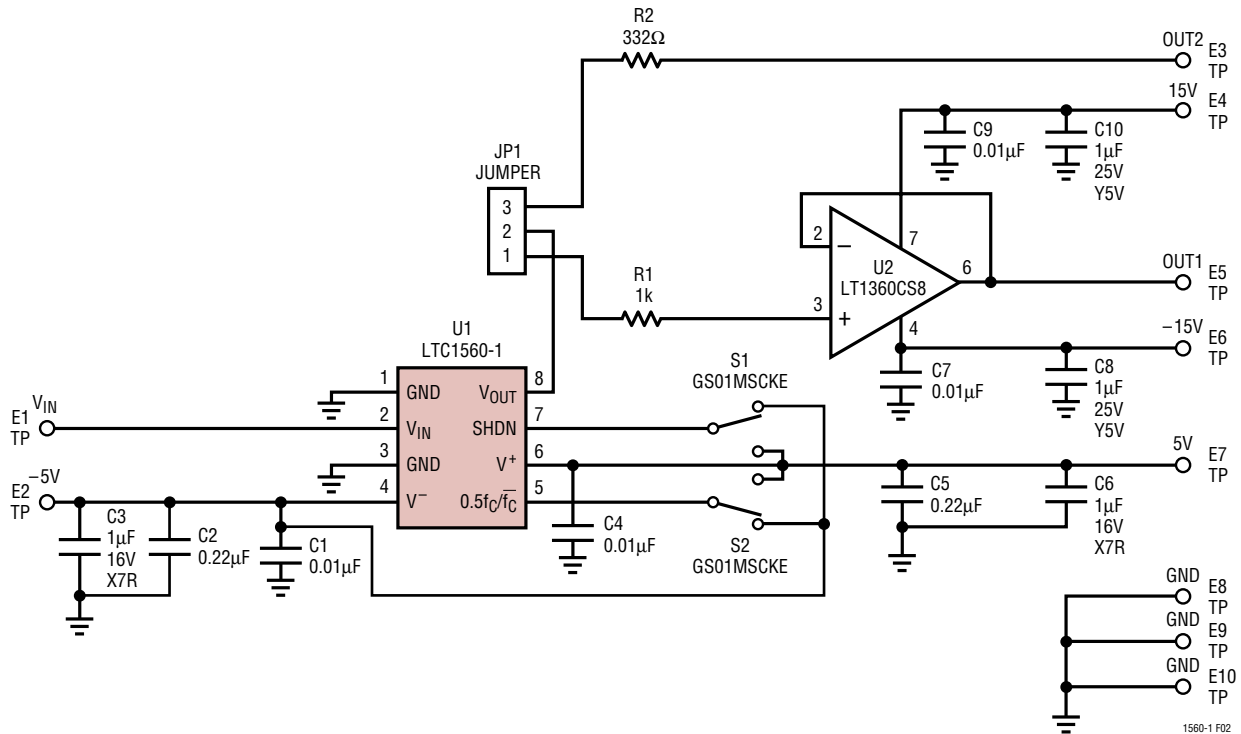 R2
332Ω
OUT2
E3
TP
15V
E4
TP
C9
0.01µF
C10
1µF
25V
Y5V
JP1
JUMPER
3
2
1
2
–
7
U2
LT1360CS8
6
3
+
4
OUT1
E5
TP
R1
1k
–15V
E6
TP
C7
0.01µF
C8
1µF
25V
Y5V
U1
LTC1560-1
1
GND
VOUT
8
2
VIN
SHDN
7
3
GND
V+
6
4
V–
0.5fC/f̅C̅
5
S1
GS01MSCKE
E1
TP
VIN
E2
TP
–5V
C3
1µF
16V
X7R
C2
0.22µF
C1
0.01µF
C4
0.01µF
S2
GS01MSCKE
5V
E7
TP
C5
0.22µF
C6
1µF
16V
X7R
GND
E8
TP
GND
E9
TP
GND
E10
TP
1560-1 F02